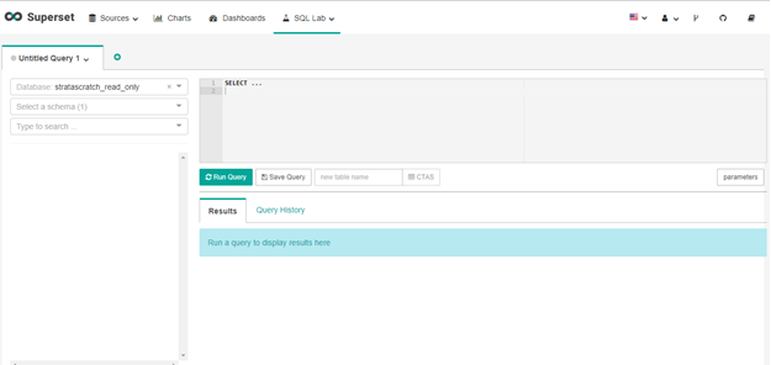 Superset Sources Charts Dashboards SQL Lab
Untitled Query 1
Database: stratascratch_read_only
Select a schema (1)
Type to search ...
1 SELECT ...
2
Run Query Save Query new table name CTAS parameters
Results Query History
Run a query to display results here